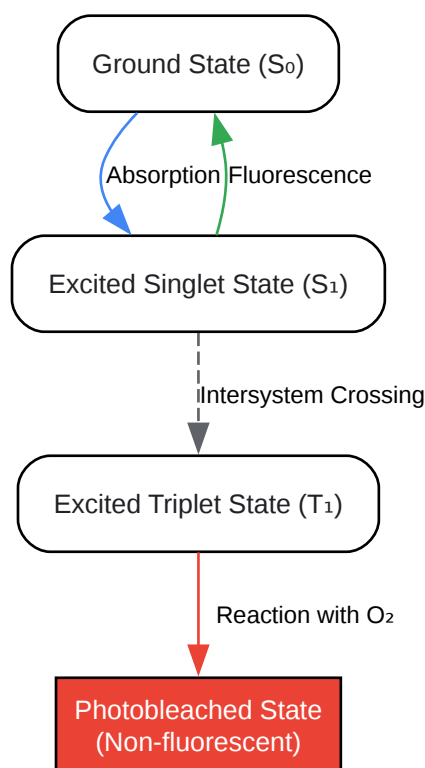 Ground State (S₀)
Absorption
Fluorescence
Excited Singlet State (S₁)
Intersystem Crossing
Excited Triplet State (T₁)
Reaction with O₂
Photobleached State
(Non-fluorescent)